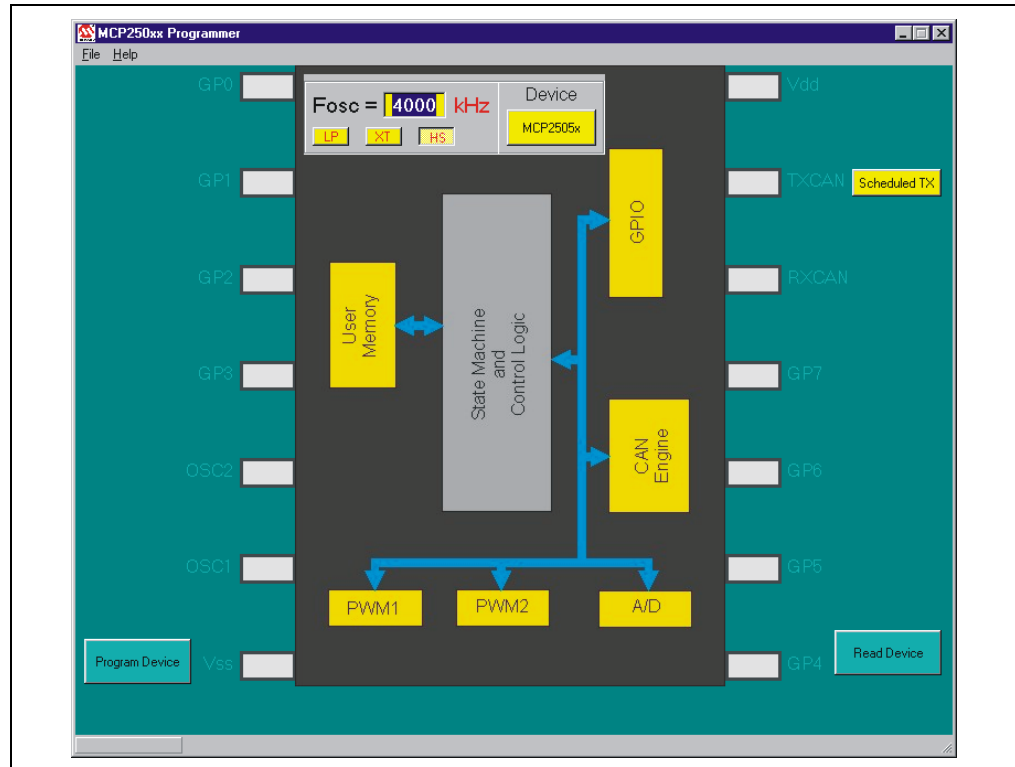 MCP250xx Programmer
File Help
GP0
Fosc = 4000 kHz
LP XT HS
Device
MCP2505x
Vdd
GP1
TXCAN
Scheduled TX
GPIO
GP2
RXCAN
User
Memory
State Machine
and
Control Logic
GP3
GP7
CAN
Engine
OSC2
GP6
OSC1
GP5
PWM1
PWM2
A/D
Program Device
Vss
GP4
Read Device